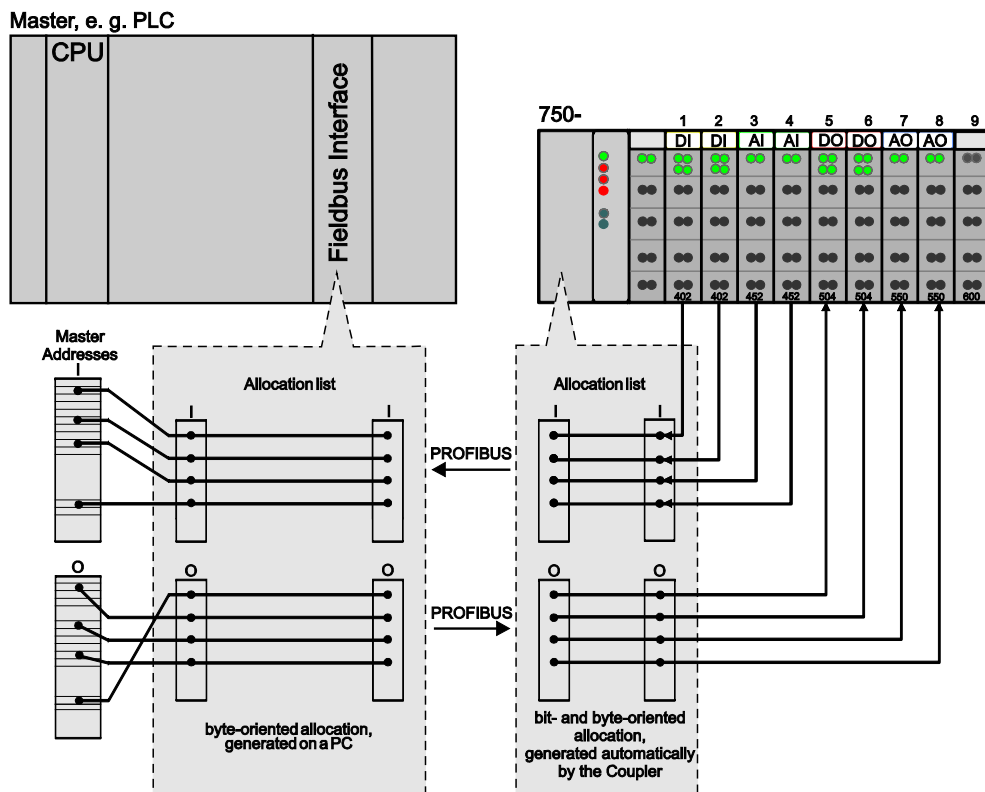 Master, e. g. PLC
CPU
Fieldbus Interface
750-
1 2 3 4 5 6 7 8 9
DI DI AI AI DO DO AO AO
402 402 452 452 504 504 550 550 600
Master
Addresses
I
Allocation list
I I
PROFIBUS
Allocation list
I I
O
O O
PROFIBUS
O O
byte-oriented allocation,
generated on a PC
bit- and byte-oriented
allocation,
generated automatically
by the Coupler